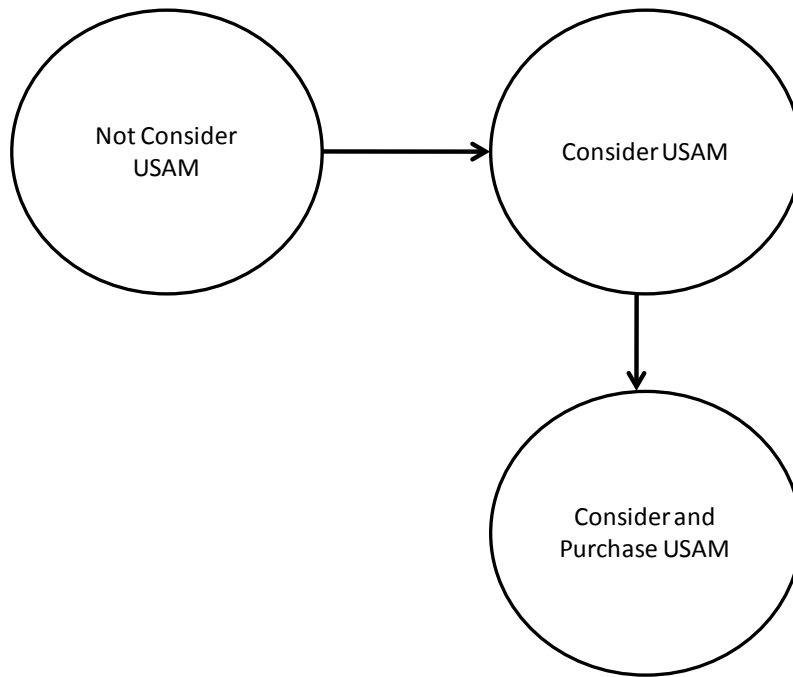 Not Consider
USAM
Consider USAM
Consider and
Purchase USAM